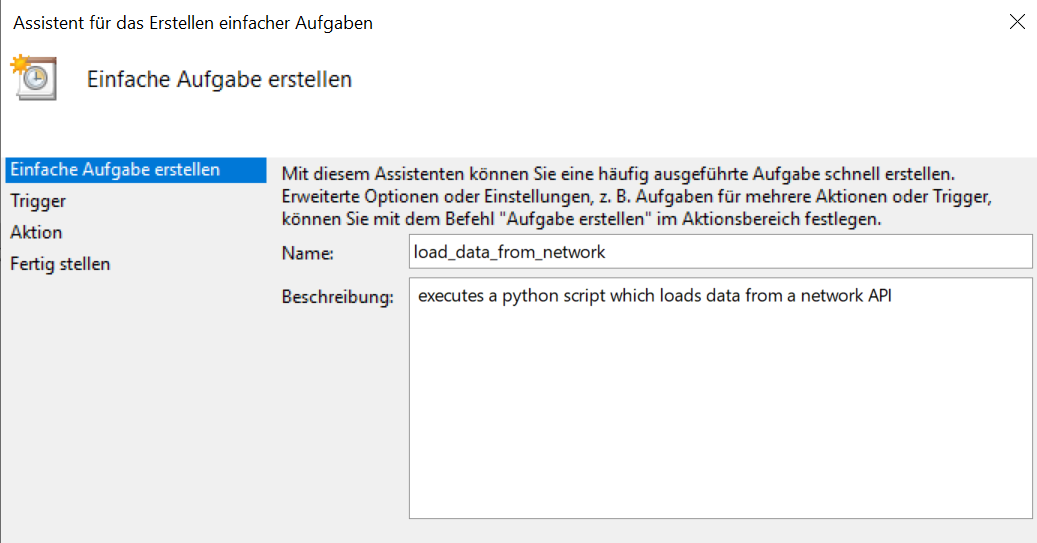 Assistent für das Erstellen einfacher Aufgaben
Einfache Aufgabe erstellen
Einfache Aufgabe erstellen
Trigger
Aktion
Fertig stellen
Mit diesem Assistenten können Sie eine häufig ausgeführte Aufgabe schnell erstellen.
Erweiterte Optionen oder Einstellungen, z. B. Aufgaben für mehrere Aktionen oder Trigger,
können Sie mit dem Befehl "Aufgabe erstellen" im Aktionsbereich festlegen.
Name: load_data_from_network
Beschreibung: executes a python script which loads data from a network API